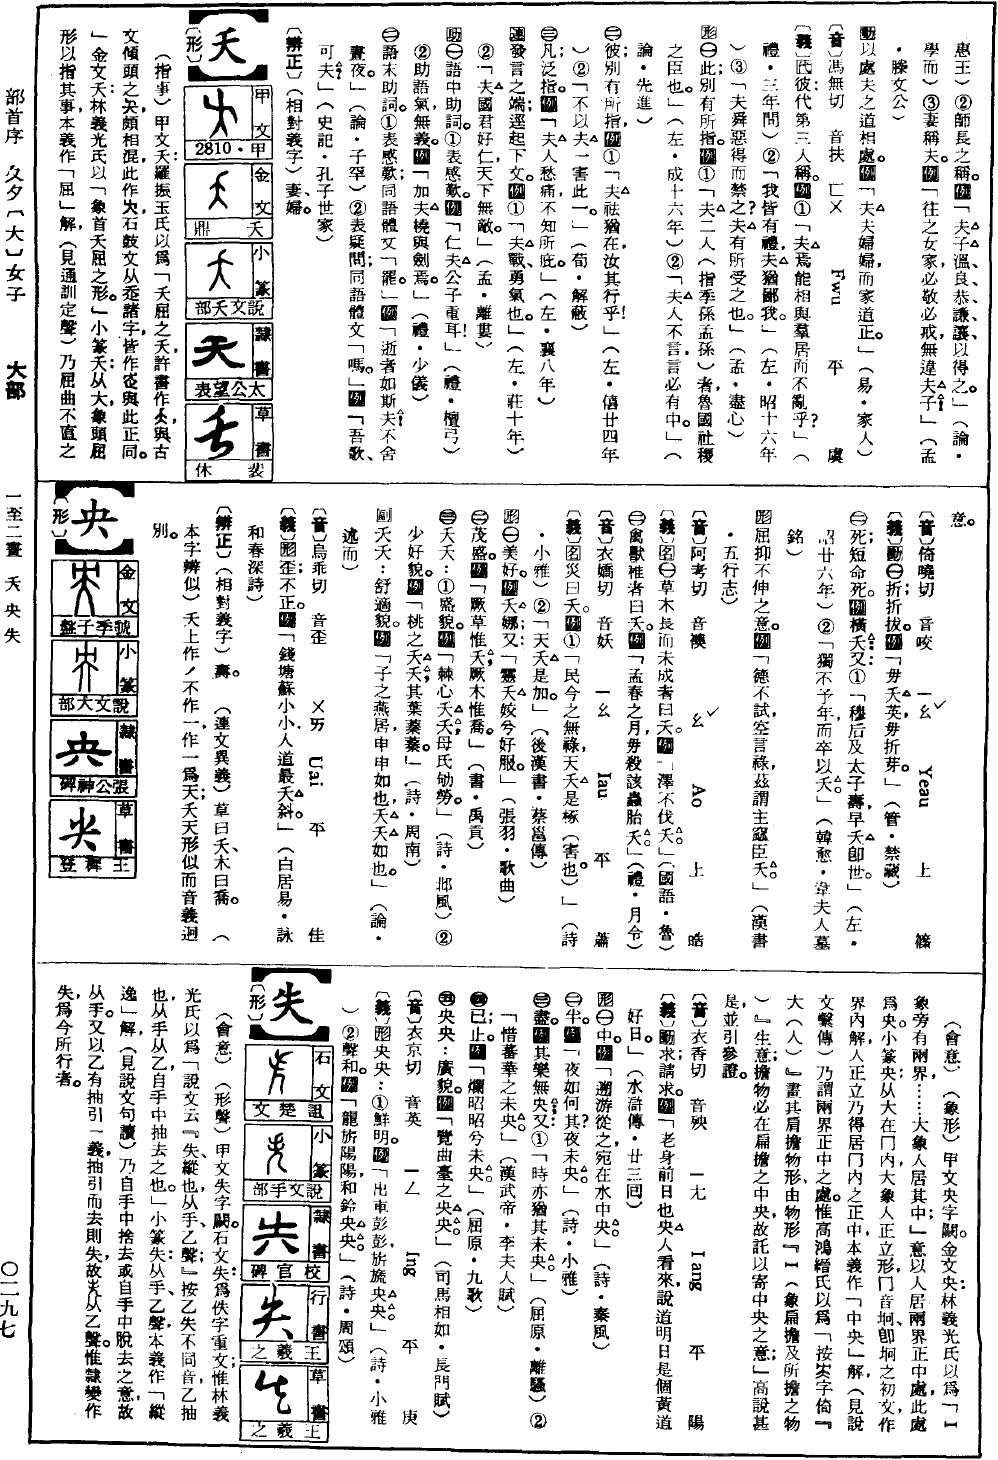 惠王）②師長之稱。例「夫子溫良、恭、儉、讓以得之。」（論・
學而）③妻稱夫。例「往之女家必敬必戒無違夫子」（孟
・滕文公）
動以處夫之道相處。例「夫夫婦婦，而家道正。」（易・家人）
〔音〕馮無切　音扶　ㄈㄨ　Fwu　平　虞
〔義〕代彼代第三人稱。例①「夫焉能相與羣居而不亂乎？」（
禮・三年問）②「我皆有禮夫猶鄙我。」（左・昭十六年
）③「夫舜惡得而禁之？夫有所受之也。」（孟・盡心）
形㊀此；別有所指。例①「夫二人（指季孫孟孫）者魯國社稷
之臣也。」（左・成十六年）②「夫人不言言必有中。」（
論・先進）
㊁彼；別有所指。例①「夫祛猶在汝其行乎！」（左・僖廿四年
）②「不以夫一害此一。」（荀・解蔽）
㊂凡；泛指。例「夫人愁痛不知所庇。」（左・襄八年）
連發言之端；逕起下文。例①「夫戰，勇氣也。」（左・莊十年）
②「夫國君好仁天下無敵。」（孟・離婁）
助㊀語中助詞。①表感歎。例「仁夫公子重耳！」（禮・檀弓）
②助語氣，無義。例「加夫橈與劍焉。」（禮・少儀）
㊁語末助詞：①表感歎；同語體文「罷。」例「逝者如斯夫不舍
晝夜。」（論・子罕）②表疑問；同語體文「嗎。」例「吾歌，
可夫」（史記・孔子世家）
〔辨正〕（相對義字）妻、婦。
夭
〔形〕
甲文　甲・2810
金文　夭鼎
小篆　說文夭部
隸書　太公望表
草書　裴休
（指事）甲文夭：羅振玉氏以爲「夭屈之夭，許書作夭，與古
文傾頭之夨頗相混，此作夭，石鼓文从夭諸字皆作夭，與此正同。
」金文夭：林義光氏以「象首夭屈之形。」小篆夭：从大象頭屈
形以指其事，本義作「屈」解，（見通訓定聲）乃屈曲不直之
意。
〔音〕倚曉切　音咬　ㄧㄠˇ　Yeau　上　篠
〔義〕動㊀折；折拔。例「毋夭英，毋折芽。」（管・禁藏）
㊁死；短命死。例橫夭。又：①「穆后及太子壽早夭卽世。」（左・
昭廿六年）②「獨不予年，而卒以夭。」（韓愈・韋夫人墓
銘）
形屈抑不伸之意。例「德不試，空言祿，茲謂主窳臣夭。」（漢書
・五行志）
〔音〕阿考切　音襖　ㄠˇ　Ao　上　皓
〔義〕名㊀草木長而未成者曰夭。例「澤不伐夭。」（國語・魯）
㊁禽獸稚者曰夭。例「孟春之月，毋殺該蟲胎夭。」（禮・月令）
〔音〕衣嬌切　音妖　ㄧㄠ　Iau　平　蕭
〔義〕名災曰夭。例①「民今之無祿，天夭是椓（害也）」（詩
・小雅）②「天夭是加。」（後漢書・蔡邕傳）
形㊀美好。例夭娜；又：「靈夭姣兮好服。」（張羽・歌曲）
㊁茂盛。例「厥草惟夭，厥木惟喬。」（書・禹貢）
㊂夭夭：①盛貌。例「棘心夭夭，母氏劬勞。」（詩・邶風）②
少好貌。例「桃之夭夭，其葉蓁蓁。」（詩・周南）
副夭夭：舒適貌。例「子之燕居，申申如也，夭夭如也。」（論・
述而）
〔音〕烏乖切　音歪　ㄨㄞ　Uai　平　佳
〔義〕形歪；不正。例「錢塘蘇小小，人道最夭斜。」（白居易・詠
和春深詩）
〔辨正〕（相對義字）壽。　（連文異義）草曰夭、木曰喬。　（
本字辨似）夭上作ノ不作一，作一爲天；夭天形似而音義迥
別。
央
〔形〕
金文　虢季子盤
小篆　說文大部
隸書　張公神碑
草書　王羲登
（會意）（象形）甲文央字闕。金文央：林義光氏以爲「ㄧㄧ
象旁有兩界……大象人居其中」意以人居兩界正中處，此處
爲央。小篆央：从大在冂內，大象人正立形，冂音坰，卽坰之初文，作
界內解，人正立乃得居冂內之正中，本義作「中央」解（見說
文繫傳）乃謂兩界正中之處。惟高鴻縉氏以爲「按实字倚『
大（人）』畫其肩擔物形，由物形『ㄧㄧ（象扁擔及所擔之物
）』生意；擔物必在扁擔之中央，故託以寄中央之意；」高說甚
是，並引參證。
〔音〕衣香切　音殃　ㄧㄤ　Iang　平　陽
〔義〕動求；請求。例「老身前日也央人看來，說道明日是個黃道
好日。」（水滸傳・廿三回）
形㊀中。例「遡游從之，宛在水中央。」（詩・秦風）
㊁半。例「夜如何其？夜未央。」（詩・小雅）
㊂盡。例其樂無央；又①「時亦猶其未央。」（屈原・離騷）②
「惜蕃華之未央。」（漢武帝・李夫人賦）
㊃已；止。例「爛昭昭兮未央。」（屈原・九歌）
㊄央央：廣貌。例「覽曲臺之央央。」（司馬相如・長門賦）
〔音〕衣京切　音英　ㄧㄥ　Ing　平　庚
〔義〕形央央：①鮮明。例「出車彭彭，旂旐央央。」（詩・小雅
）②聲和。例「龍旂陽陽，和鈴央央。」（詩・周頌）
失
〔形〕
石文　詛楚文
小篆　說文手部
隸書　校官碑
行書　王羲之
草書　王羲之
（會意）（形聲）甲文失字闕。石文失：爲佚字重文；惟林義
光氏以爲「說文云『失，縱也，从手、乙聲』按乙失不同音，乙抽
也，从手从乙，自手中抽去之也。」小篆失：从手、乙聲，本義作「縱
逸」解（見說文句讀）乃自手中捨去或自手中脫去之意，故
从手。又以乙有抽引一義，抽引而去則失，故失从乙聲。惟隸變作
失，爲今所行者。
部首序　夂夕〔大〕女子　大部　一至二畫　夭央失　〇二九七